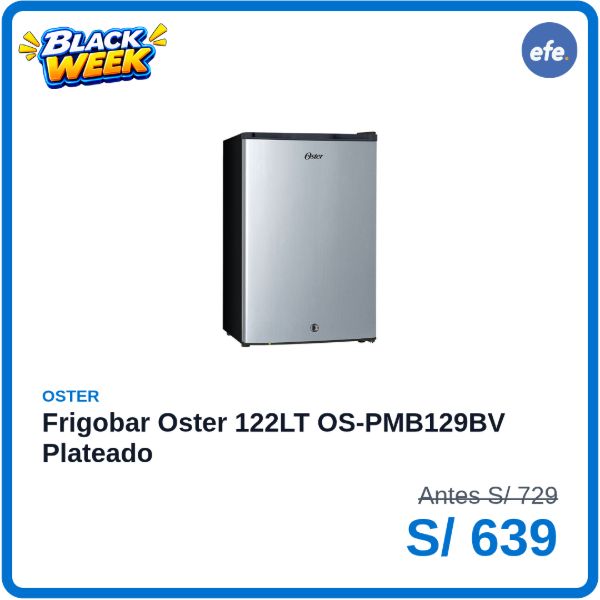 BLACK
WEEK
efe.
Oster
OSTER
Frigobar Oster 122LT OS-PMB129BV
Plateado
Antes S/ 729
S/ 639